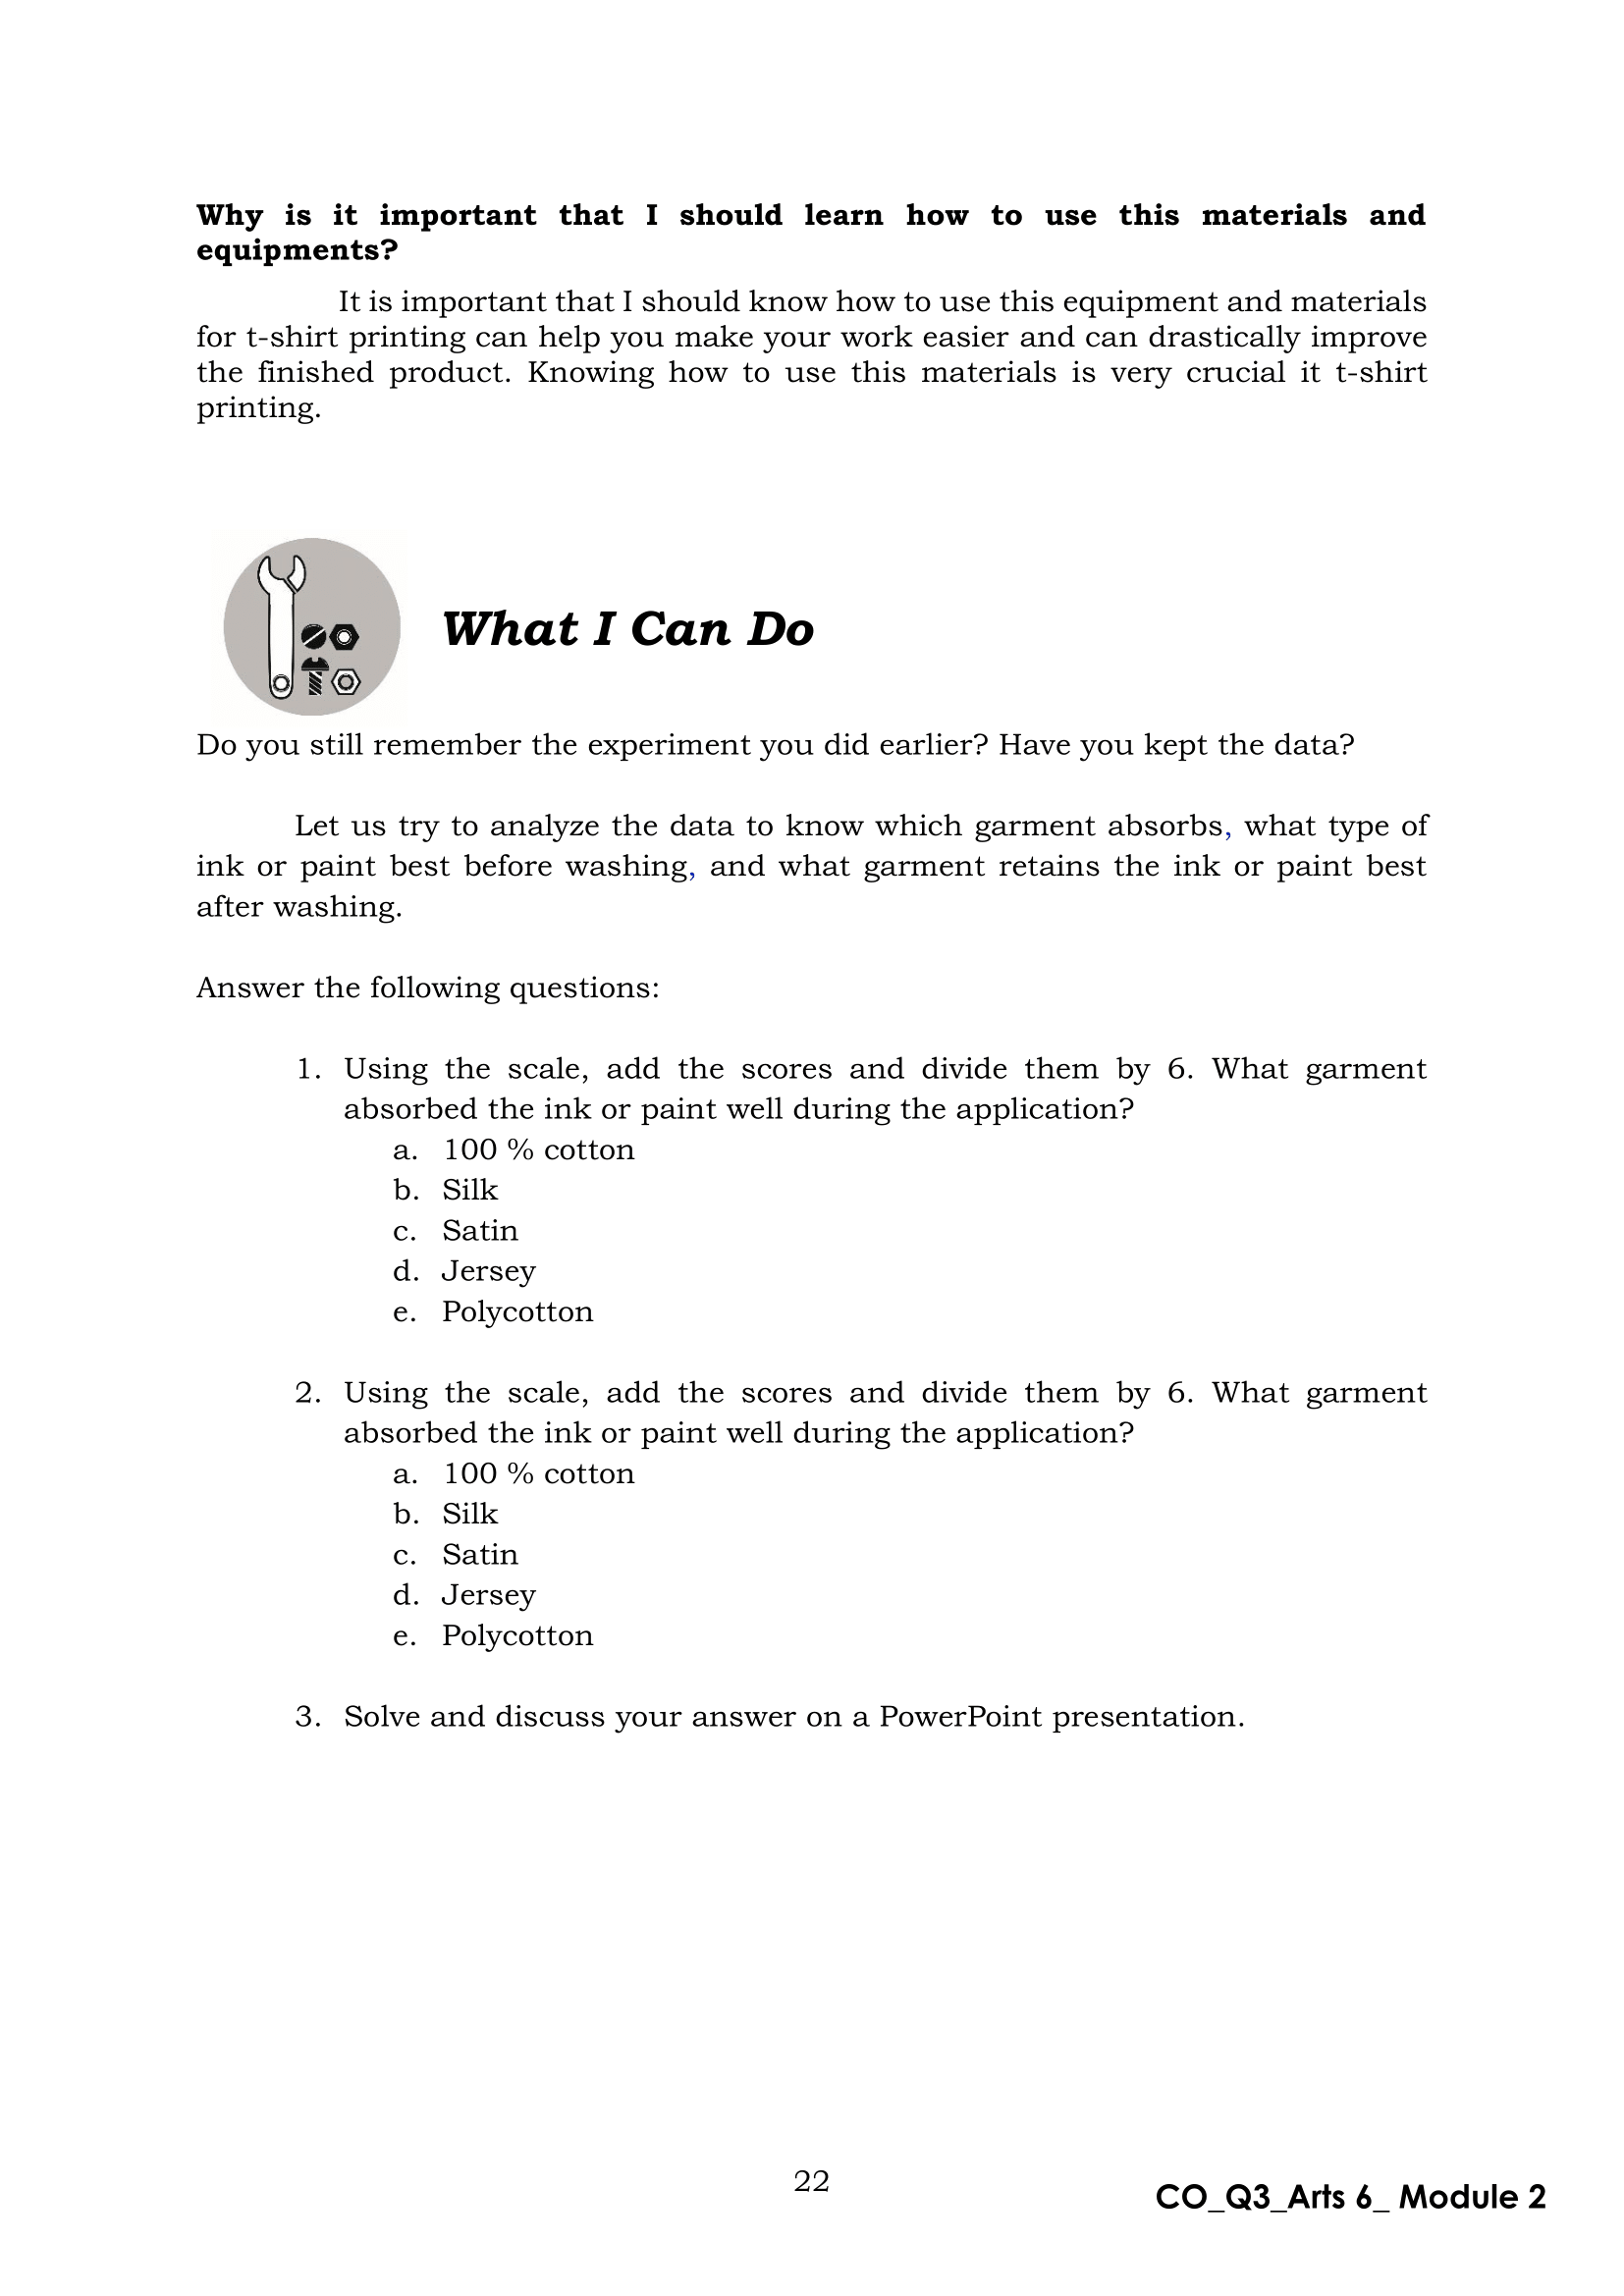 Why is it important that I should learn how to use this materials and
equipments?
It is important that I should know how to use this equipment and materials
for t-shirt printing can help you make your work easier and can drastically improve
the finished product. Knowing how to use this materials is very crucial it t-shirt
printing.
What I Can Do
Do you still remember the experiment you did earlier? Have you kept the data?
Let us try to analyze the data to know which garment absorbs, what type of
ink or paint best before washing, and what garment retains the ink or paint best
after washing.
Answer the following questions:
1. Using the scale, add the scores and divide them by 6. What garment
absorbed the ink or paint well during the application?
a. 100 % cotton
b. Silk
c. Satin
d. Jersey
e. Polycotton
2. Using the scale, add the scores and divide them by 6. What garment
absorbed the ink or paint well during the application?
a. 100 % cotton
b. Silk
c. Satin
d. Jersey
e. Polycotton
3. Solve and discuss your answer on a PowerPoint presentation.
22
CO_Q3_Arts 6_ Module 2